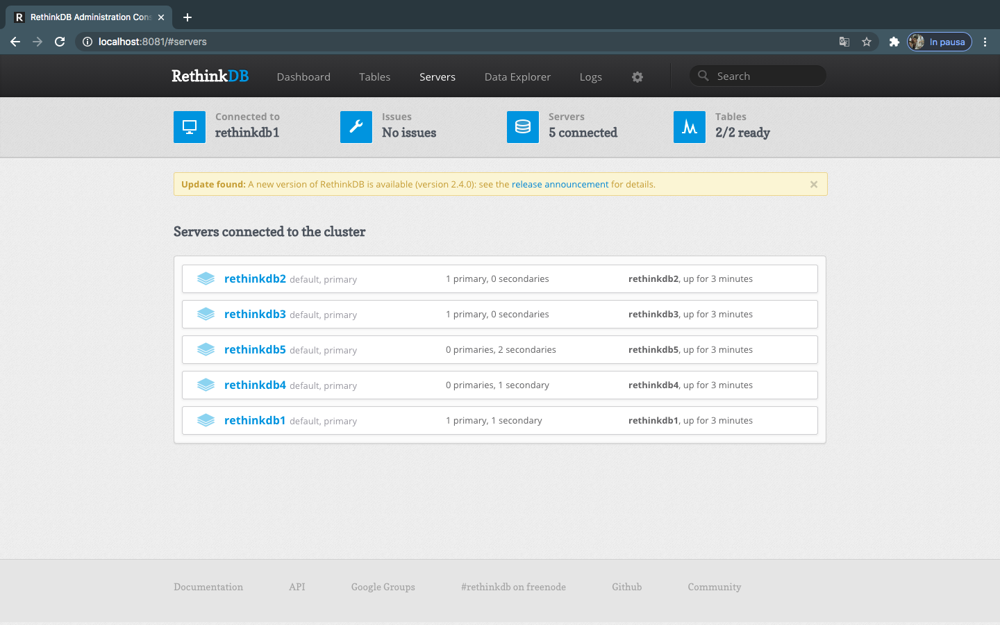 RethinkDB Administration Cons
localhost:8081/#servers
In pausa
RethinkDB Dashboard Tables Servers Data Explorer Logs Search
Connected to
rethinkdb1
Issues
No issues
Servers
5 connected
Tables
2/2 ready
Update found: A new version of RethinkDB is available (version 2.4.0): see the release announcement for details.
Servers connected to the cluster
rethinkdb2 default, primary 1 primary, 0 secondaries rethinkdb2, up for 3 minutes
rethinkdb3 default, primary 1 primary, 0 secondaries rethinkdb3, up for 3 minutes
rethinkdb5 default, primary 0 primaries, 2 secondaries rethinkdb5, up for 3 minutes
rethinkdb4 default, primary 0 primaries, 1 secondary rethinkdb4, up for 3 minutes
rethinkdb1 default, primary 1 primary, 1 secondary rethinkdb1, up for 3 minutes
Documentation API Google Groups #rethinkdb on freenode Github Community